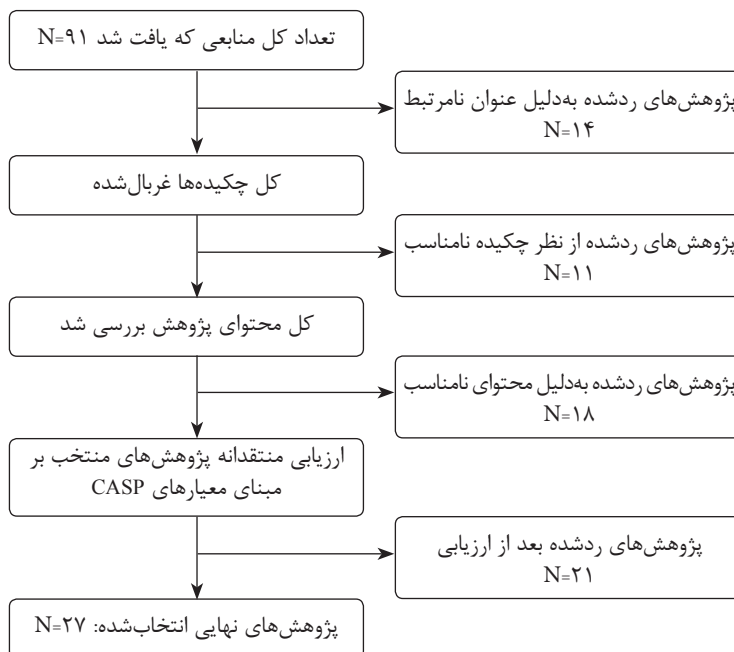 تعداد کل منابعی که یافت شد N=۹۱
پژوهش‌های ردشده به‌دلیل عنوان نامرتبط
N=۱۴
کل چکیده‌ها غربال‌شده
پژوهش‌های ردشده از نظر چکیده نامناسب
N=۱۱
کل محتوای پژوهش بررسی شد
پژوهش‌های ردشده به‌دلیل محتوای نامناسب
N=۱۸
ارزیابی منتقدانه پژوهش‌های منتخب بر
مبنای معیارهای CASP
پژوهش‌های ردشده بعد از ارزیابی
N=۲۱
پژوهش‌های نهایی انتخاب‌شده: N=۲۷